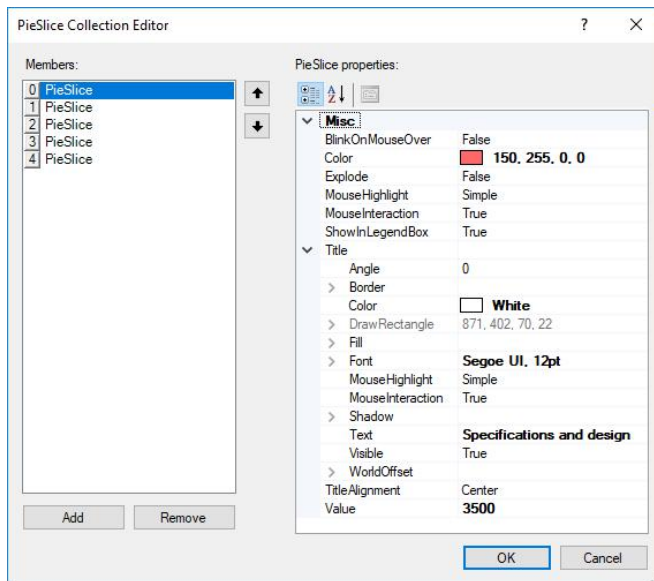 PieSlice Collection Editor
Members:
0 PieSlice
1 PieSlice
2 PieSlice
3 PieSlice
4 PieSlice
Add Remove
PieSlice properties:
Misc
BlinkOnMouseOver False
Color 150, 255, 0, 0
Explode False
MouseHighlight Simple
MouseInteraction True
ShowInLegendBox True
Title
Angle 0
Border
Color White
DrawRectangle 871, 402, 70, 22
Fill
Font Segoe UI, 12pt
MouseHighlight Simple
MouseInteraction True
Shadow
Text Specifications and design
Visible True
WorldOffset
TitleAlignment Center
Value 3500
OK Cancel